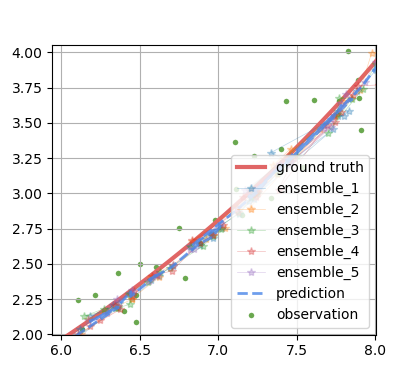 4.00
3.75
3.50
3.25
3.00
2.75
2.50
2.25
2.00
6.0 6.5 7.0 7.5 8.0
ground truth
ensemble_1
ensemble_2
ensemble_3
ensemble_4
ensemble_5
prediction
observation